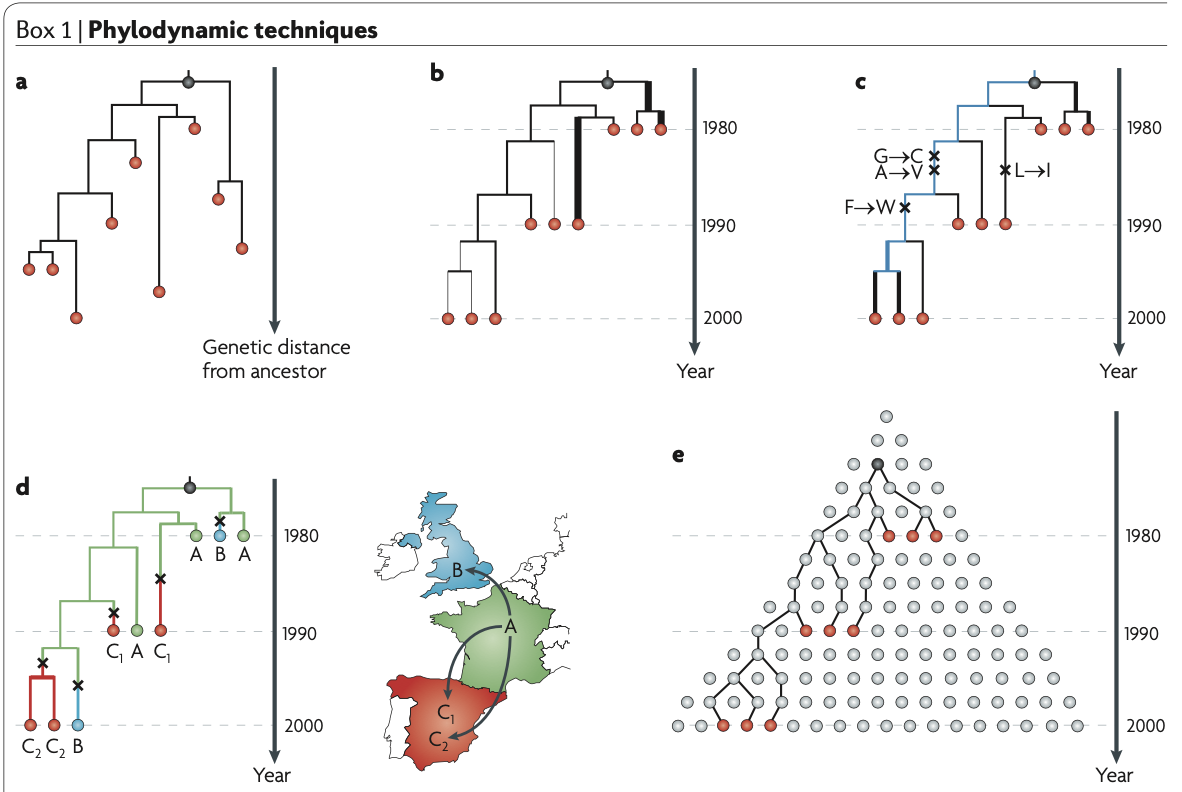 Box 1 | Phylodynamic techniques
a
Genetic distance
from ancestor
b
1980
1990
2000
Year
c
1980
G→C
A→V
L→I
F→W
1990
2000
Year
d
1980
A B A
1990
C1 A C1
2000
C2 C2 B
Year
B
A
C1
C2
e
1980
1990
2000
Year